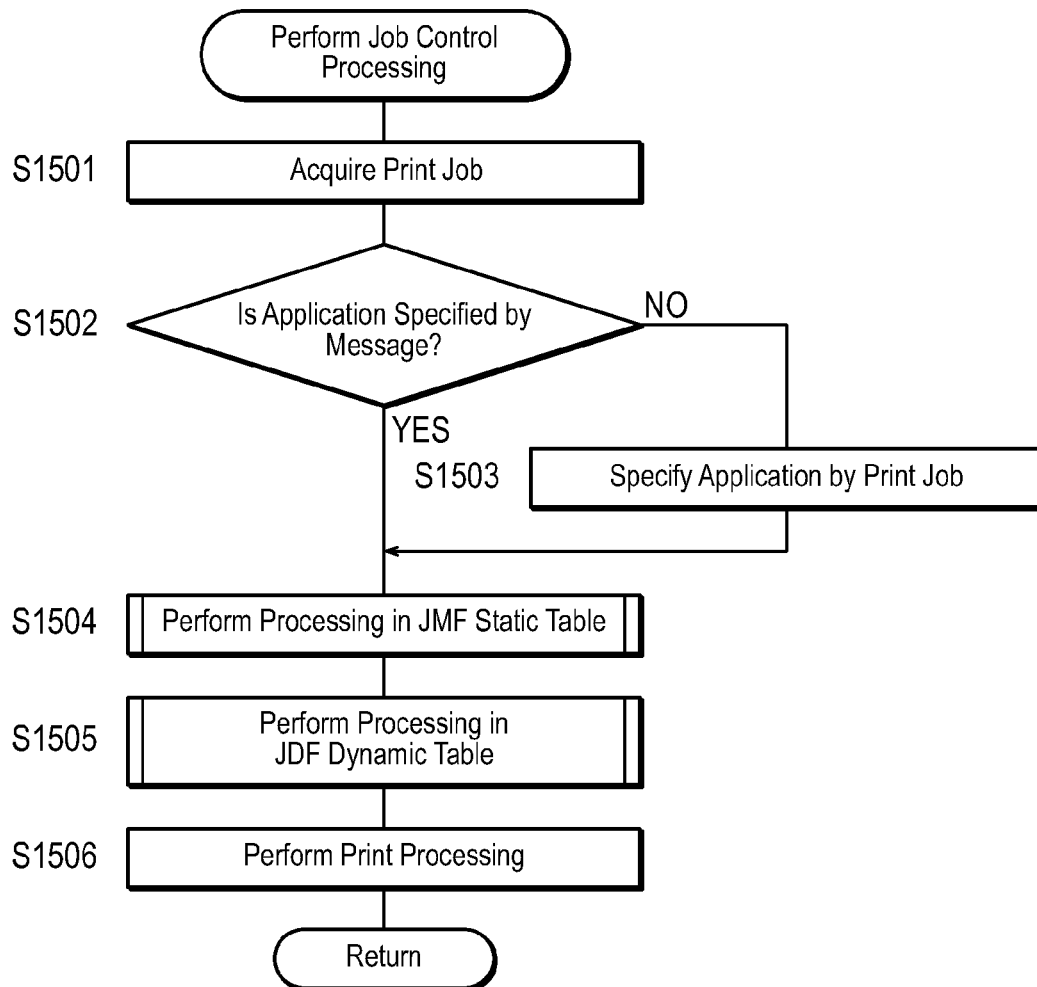 Perform Job Control
Processing
S1501
Acquire Print Job
S1502
Is Application Specified by
Message?
NO
YES
S1503
Specify Application by Print Job
S1504
Perform Processing in JMF Static Table
S1505
Perform Processing in
JDF Dynamic Table
S1506
Perform Print Processing
Return